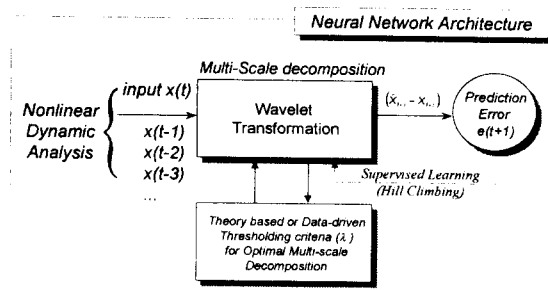 Neural Network Architecture
Multi-Scale decomposition
input x(t)
Nonlinear
Dynamic
Analysis
x(t-1)
x(t-2)
x(t-3)
...
Wavelet
Transformation
Prediction
Error
e(t+1)
Supervised Learning
(Hill Climbing)
Theory based or Data-driven
Thresholding criteria (λ)
for Optimal Multi-scale
Decomposition